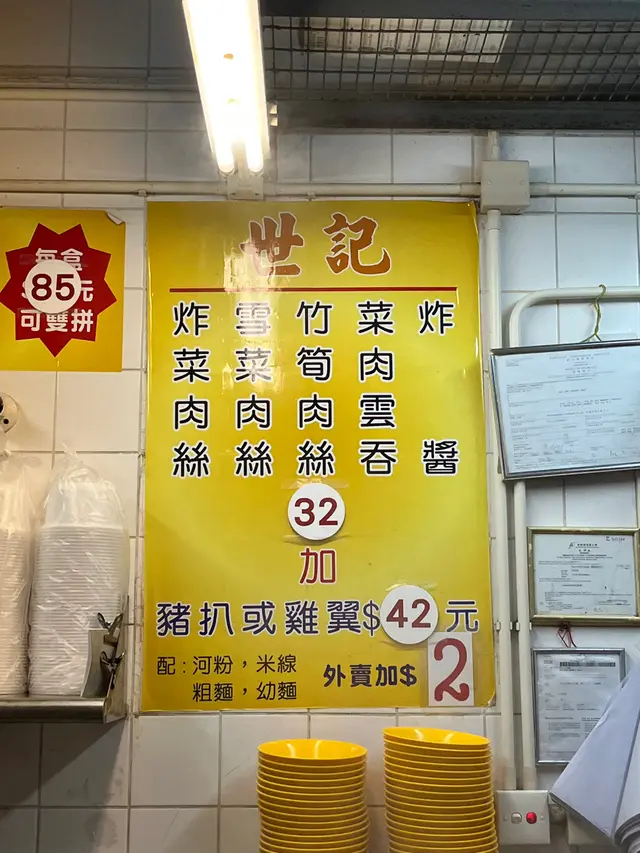 每盒
85元
可雙拼
世記
炸醬
菜肉雲吞
竹筍肉絲
雪菜肉絲
炸菜肉絲
32
加
豬扒或雞翼$42元
配:河粉,米線
粗麵,幼麵
外賣加$2